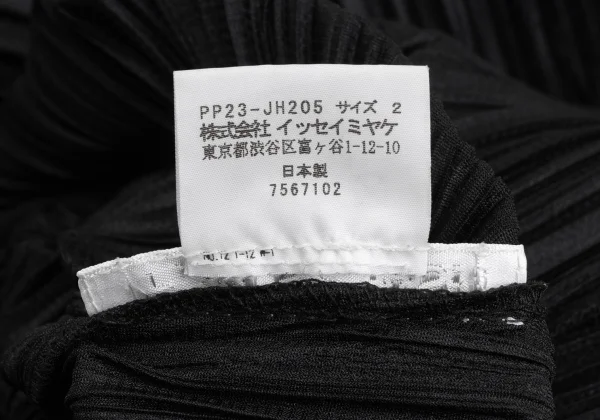 PP23-JH205 サイズ 2
株式会社 イッセイミヤケ
東京都渋谷区富ヶ谷1-12-10
日本製
7567102